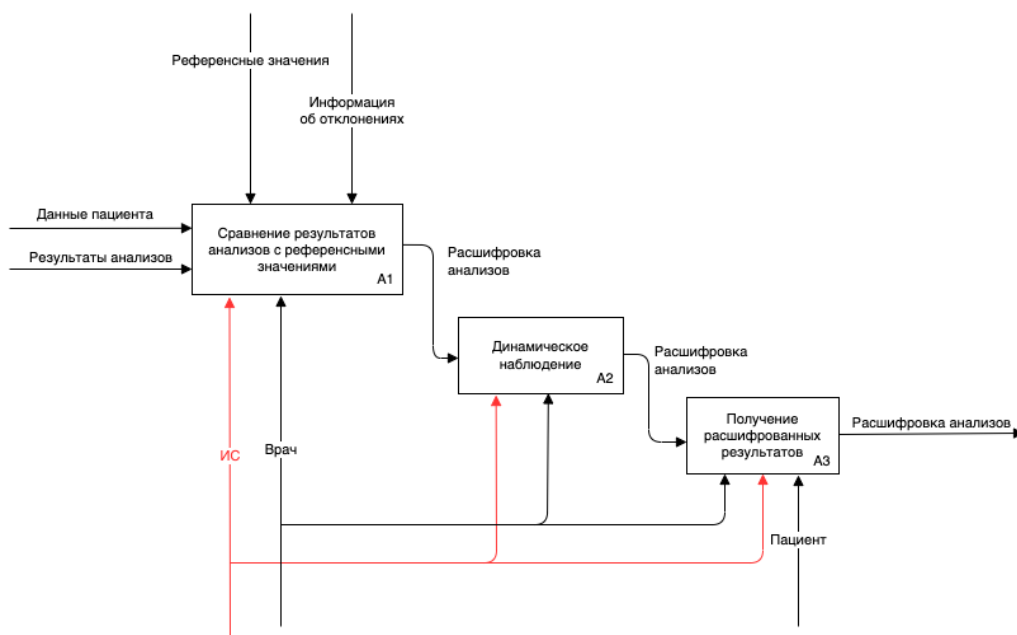 Референсные значения
Информация
об отклонениях
Данные пациента
Результаты анализов
Сравнение результатов
анализов с референсными
значениями
A1
Расшифровка
анализов
Динамическое
наблюдение
A2
Расшифровка
анализов
Получение
расшифрованных
результатов
A3
Расшифровка анализов
ИС
Врач
Пациент